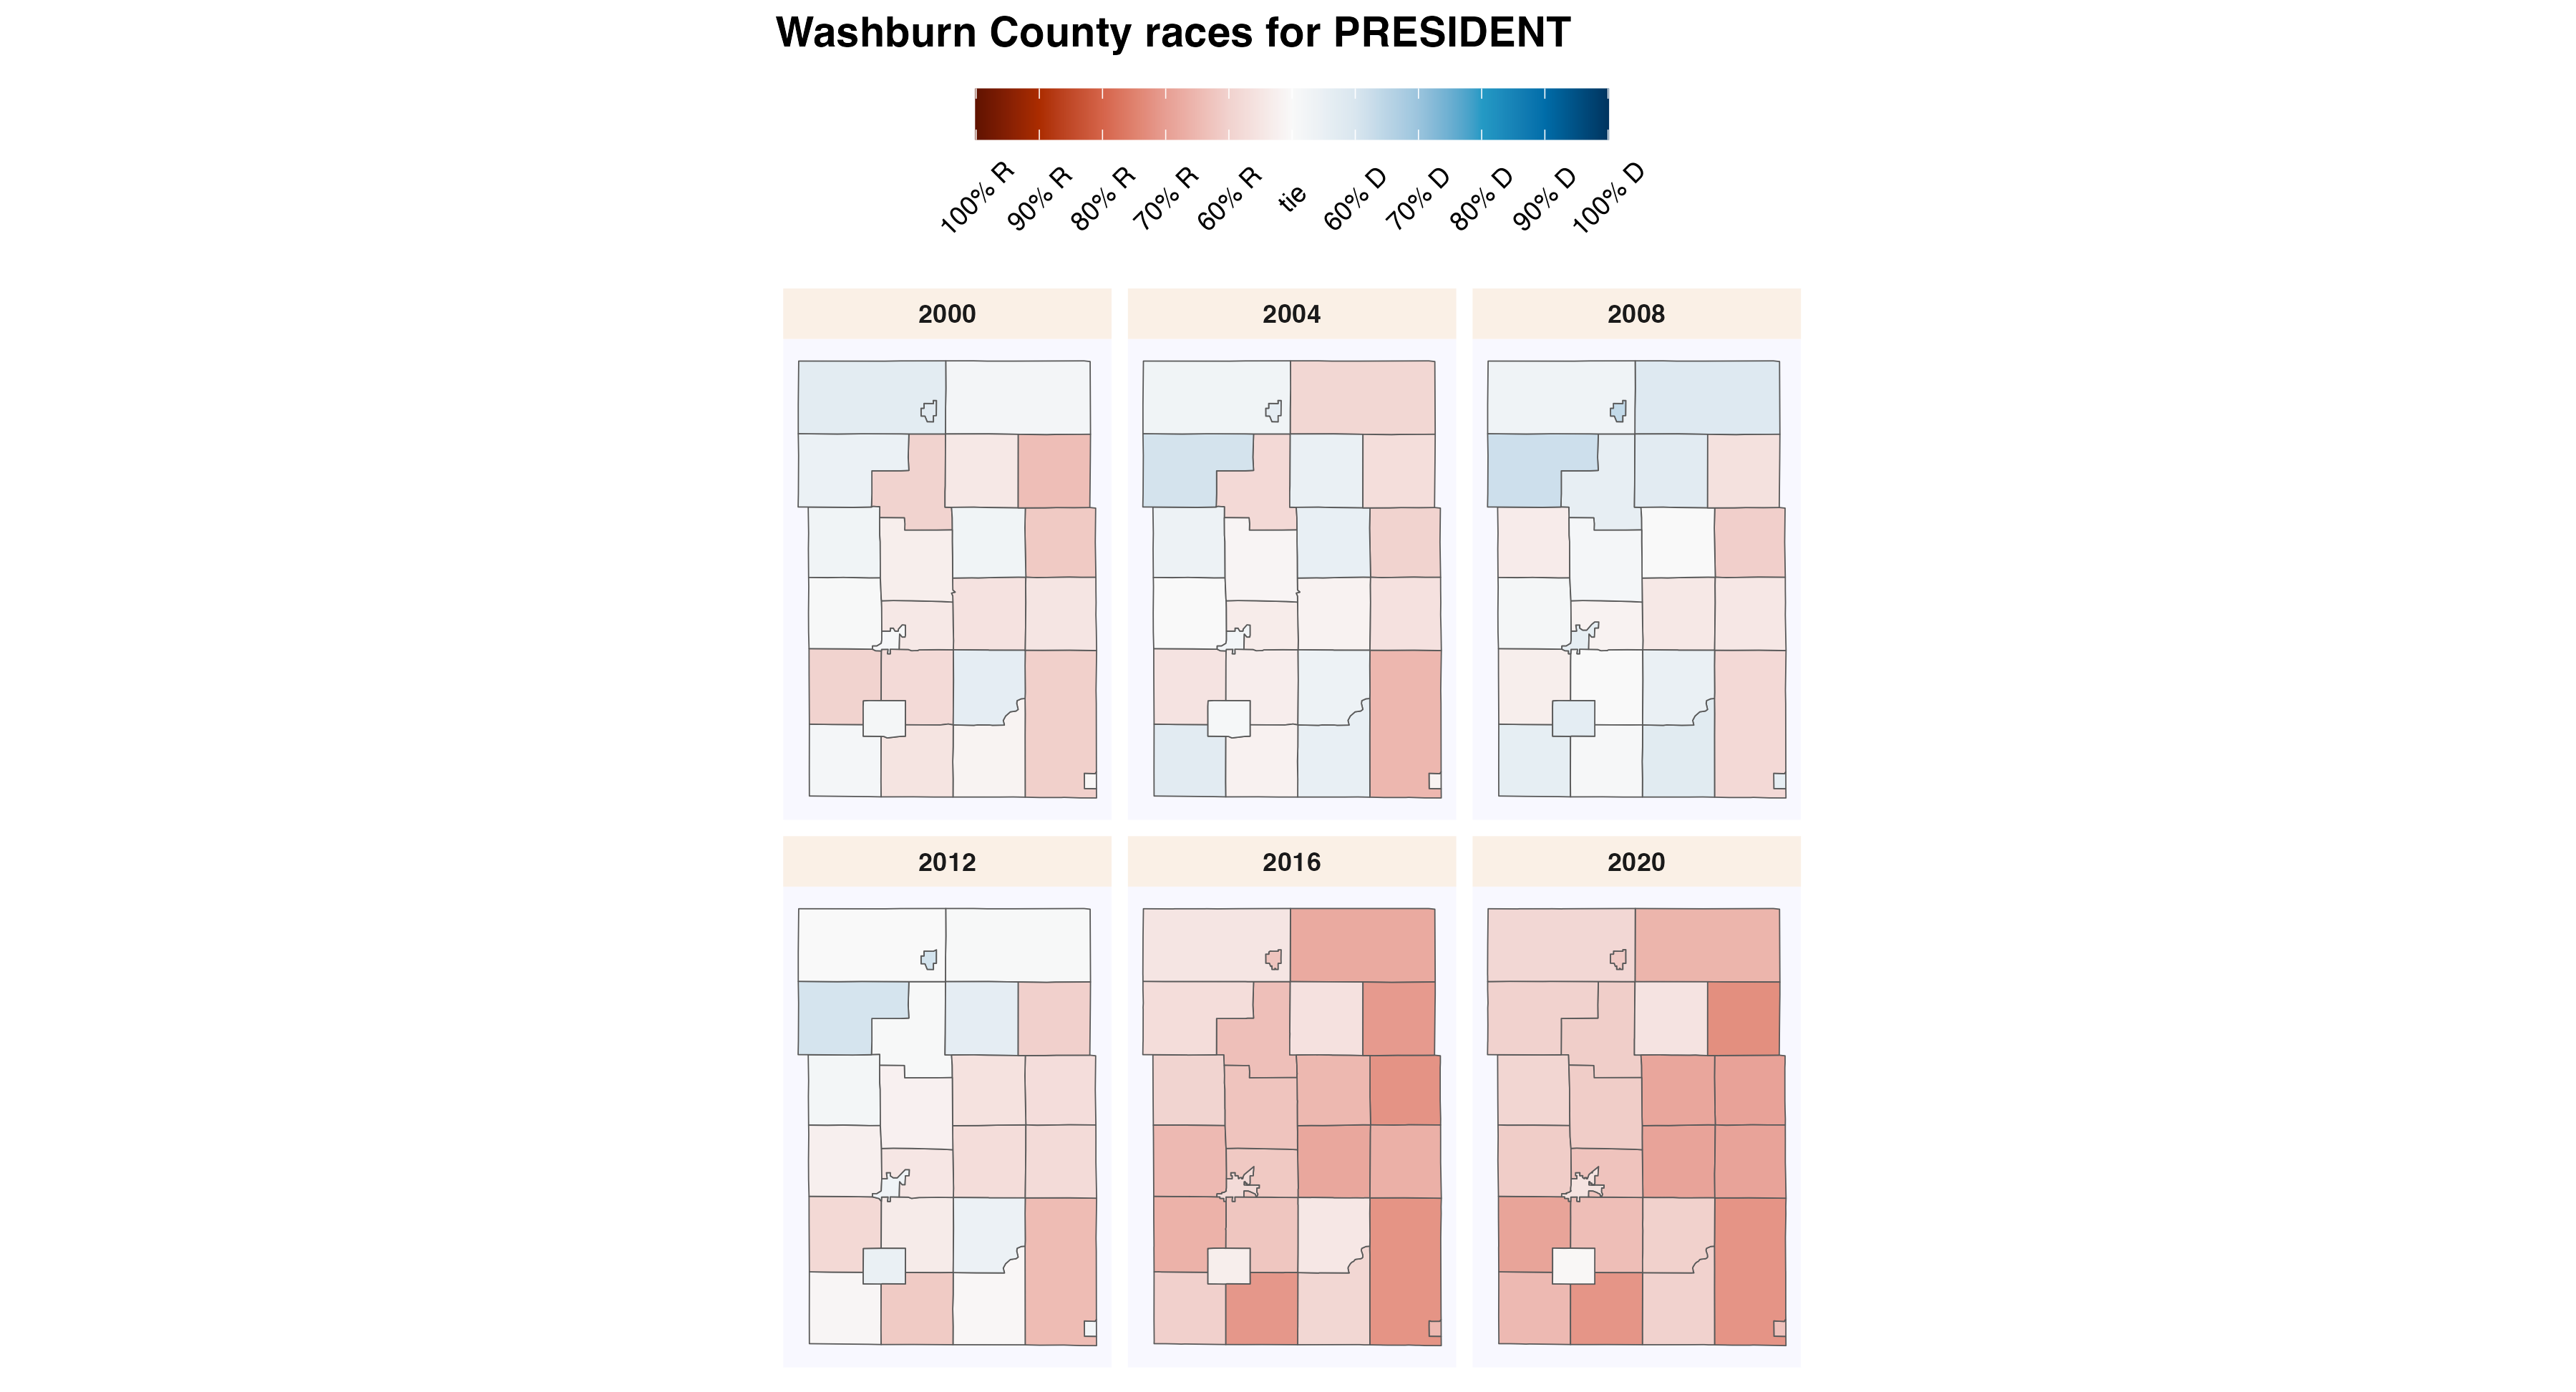 Washburn County races for PRESIDENT
100% R
90% R
80% R
70% R
60% R
tie
60% D
70% D
80% D
90% D
100% D
2000
2004
2008
2012
2016
2020